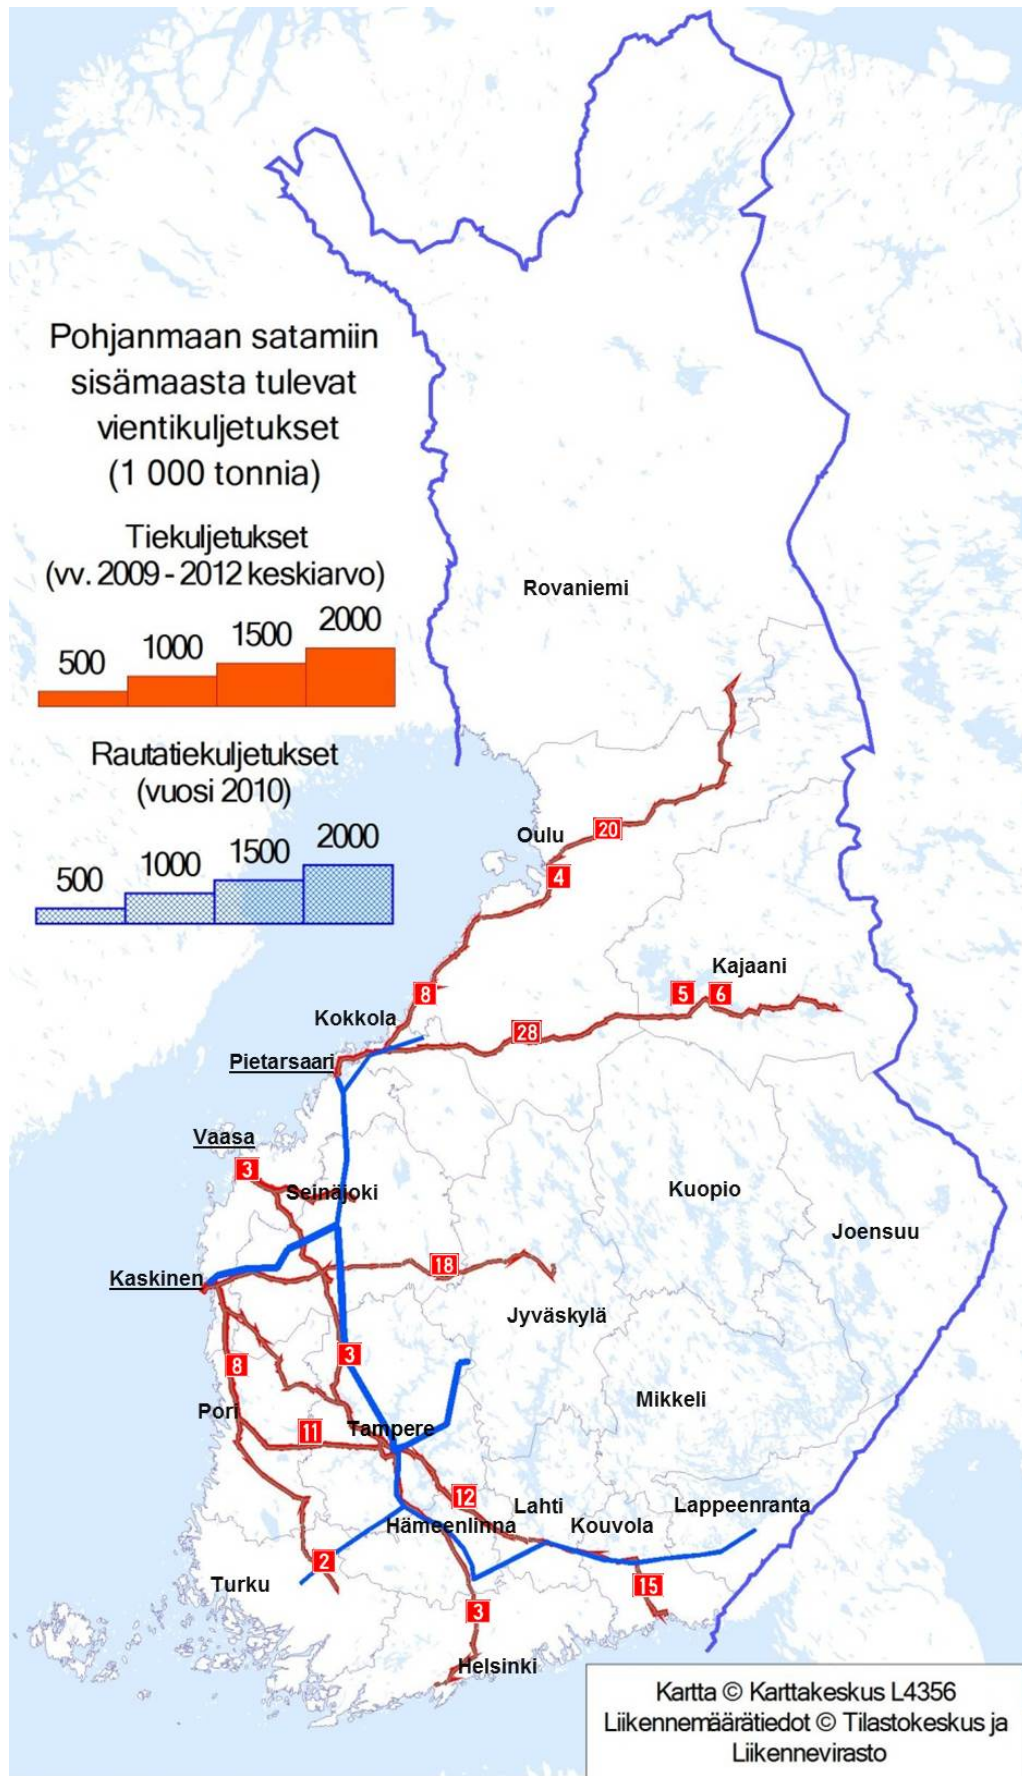 Pohjanmaan satamiin
sisämaasta tulevat
vientikuljetukset
(1 000 tonnia)
Tiekuljetukset
(vv. 2009 - 2012 keskiarvo)
500
1000
1500
2000
Rautatiekuljetukset
(vuosi 2010)
500
1000
1500
2000
Rovaniemi
Oulu
20
4
Kajaani
5
6
8
Kokkola
28
Pietarsaari
Vaasa
3
Seinäjoki
Kuopio
Joensuu
18
Kaskinen
Jyväskylä
3
8
Mikkeli
Pori
11
Tampere
12
Lahti
Lappeenranta
Hämeenlinna
Kouvola
2
Turku
15
3
Helsinki
Kartta © Karttakeskus L4356
Liikennemäärätiedot © Tilastokeskus ja
Liikennevirasto